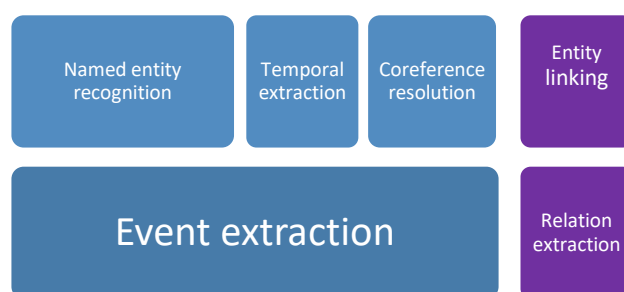 Named entity
recognition
Temporal
extraction
Coreference
resolution
Entity
linking
Event extraction
Relation
extraction